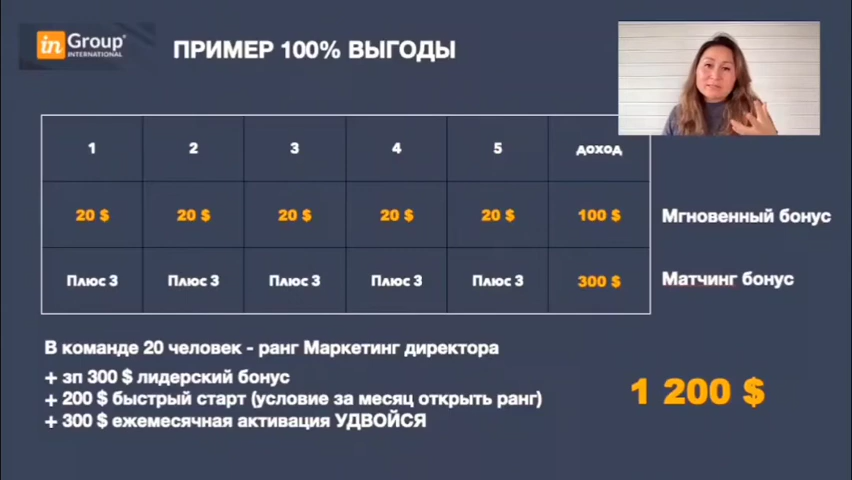 in Group
INTERNATIONAL
ПРИМЕР 100% ВЫГОДЫ
1 2 3 4 5 доход
20 $ 20 $ 20 $ 20 $ 20 $ 100 $ Мгновенный бонус
Плюс 3 Плюс 3 Плюс 3 Плюс 3 Плюс 3 300 $ Матчинг бонус
В команде 20 человек - ранг Маркетинг директора
+ зп 300 $ лидерский бонус
+ 200 $ быстрый старт (условие за месяц открыть ранг)
+ 300 $ ежемесячная активация УДВОЙСЯ
1 200 $